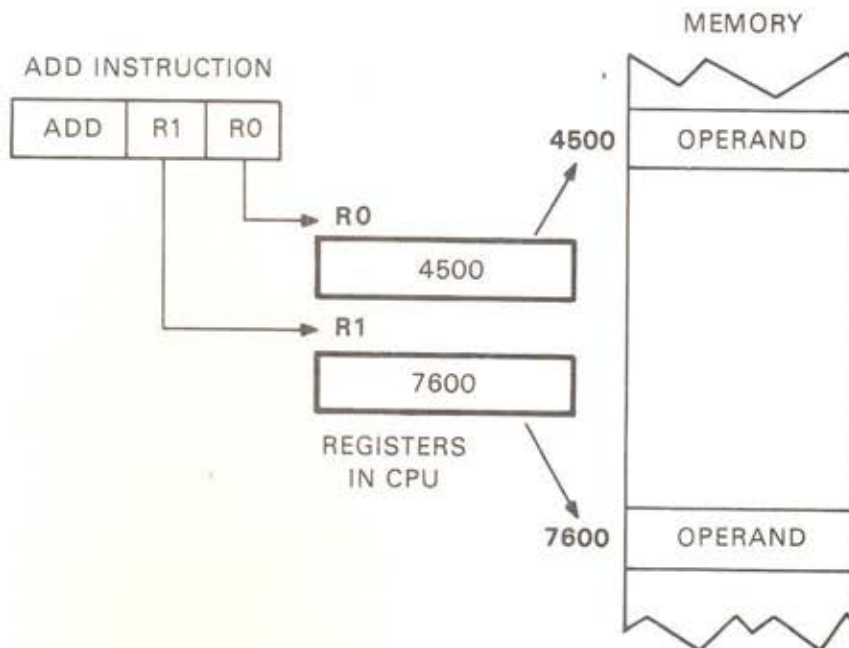 MEMORY
ADD INSTRUCTION
ADD R1 R0
4500 OPERAND
R0
4500
R1
7600
REGISTERS
IN CPU
7600 OPERAND